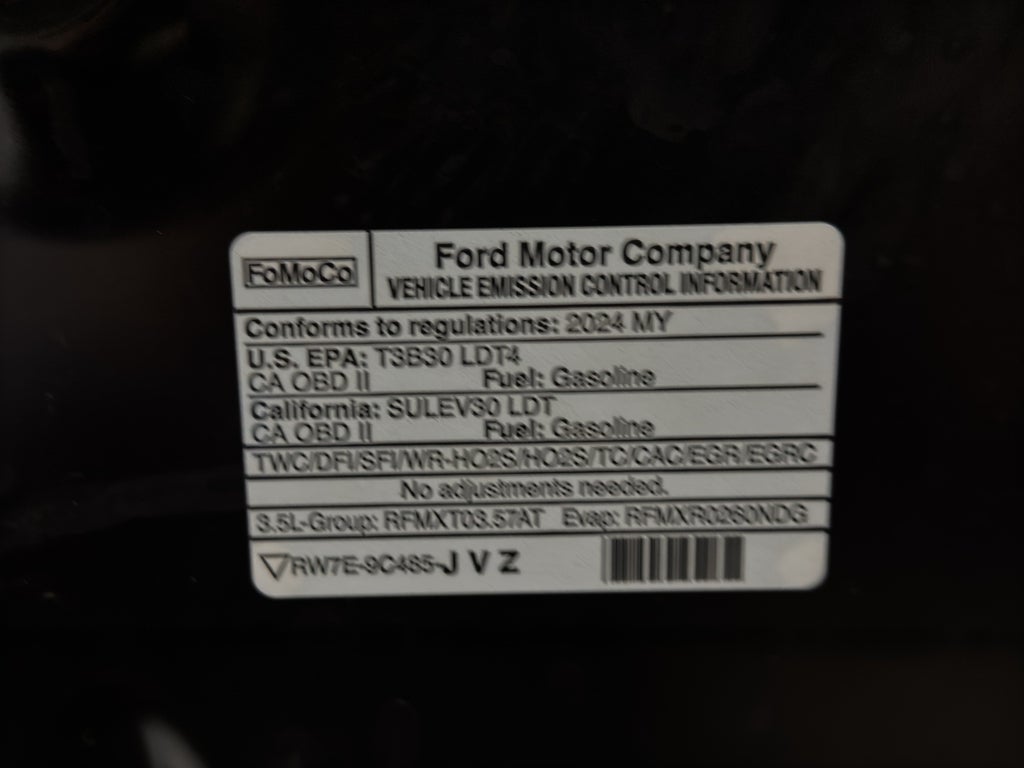 FoMoCo
Ford Motor Company
VEHICLE EMISSION CONTROL INFORMATION
Conforms to regulations: 2024 MY
U.S. EPA: T3B30 LDT4
CA OBD II Fuel: Gasoline
California: SULEV30 LDT
CA OBD II Fuel: Gasoline
TWC/DFI/SFI/WR-HO2S/HO2S/TC/CAC/EGR/EGRC
No adjustments needed.
3.5L-Group: RFMXT03.57AT Evap: RFMXR0260NDG
RW7E-9C485-J V Z